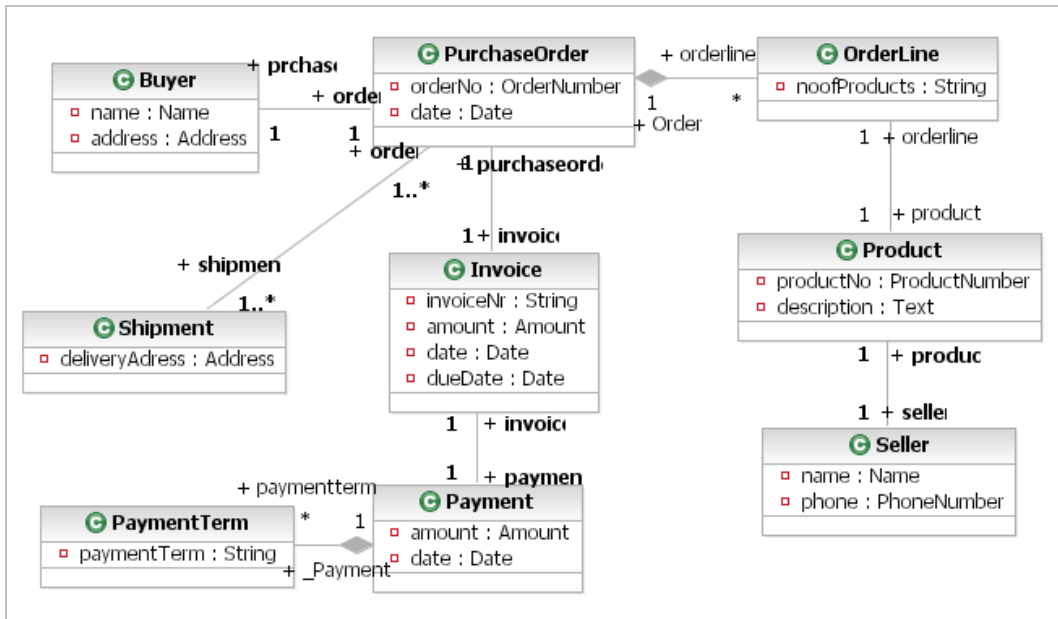 Buyer
name : Name
address : Address
+ prchase
+ order
1
1
PurchaseOrder
orderNo : OrderNumber
date : Date
+ orderline
1
*
+ Order
OrderLine
noofProducts : String
+ order
1..*
1
+ purchaseorde
1 + orderline
+ shipmen
1..*
1 + invoice
1 + product
Shipment
deliveryAdress : Address
Invoice
invoiceNr : String
amount : Amount
date : Date
dueDate : Date
Product
productNo : ProductNumber
description : Text
1 + produc
1 + seller
1 + invoice
1 + paymen
Seller
name : Name
phone : PhoneNumber
+ paymentterm
* 1
PaymentTerm
paymentTerm : String
+ _Payment
Payment
amount : Amount
date : Date